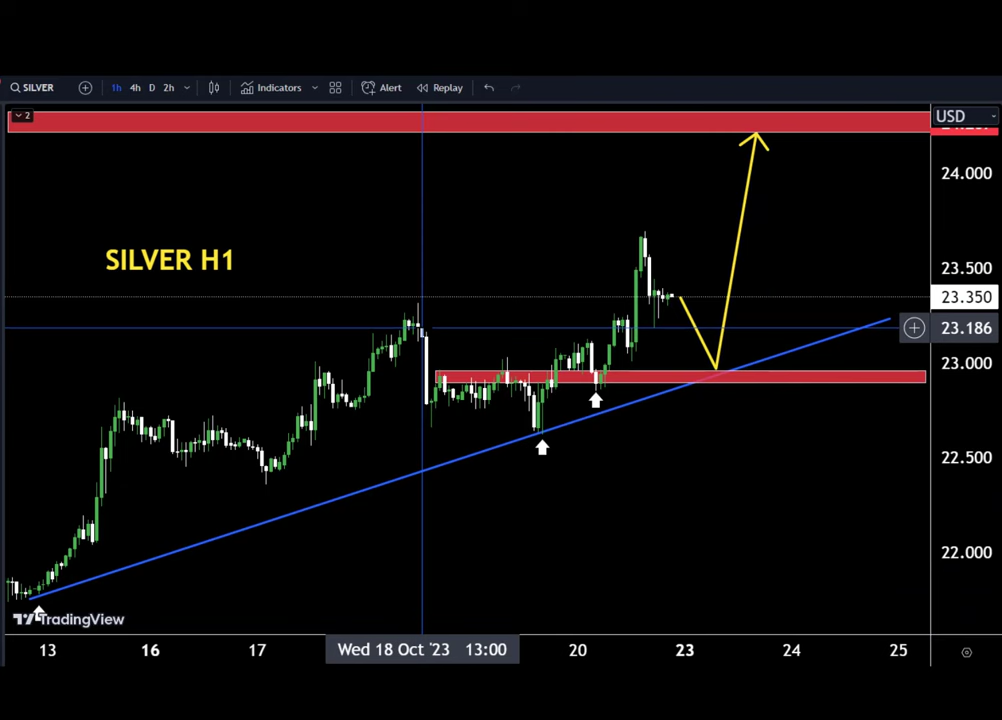 SILVER 1h 4h D 2h Indicators Alert Replay
2 USD
24.000
SILVER H1
23.500
23.350
23.186
23.000
22.500
22.000
TradingView
13 16 17 Wed 18 Oct '23 13:00 20 23 24 25